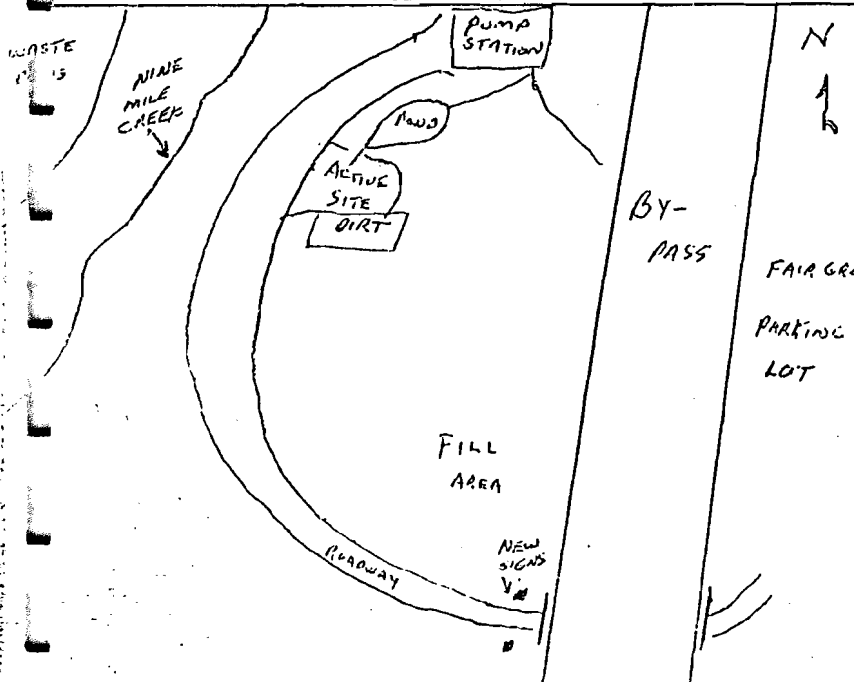 PUMP
STATION
N
WASTE
NINE
MILE
CREEK
POND
ACTIVE
SITE
DIRT
BY-
PASS
FAIR GR
PARKING
LOT
FILL
AREA
NEW
SIGNS
ROADWAY